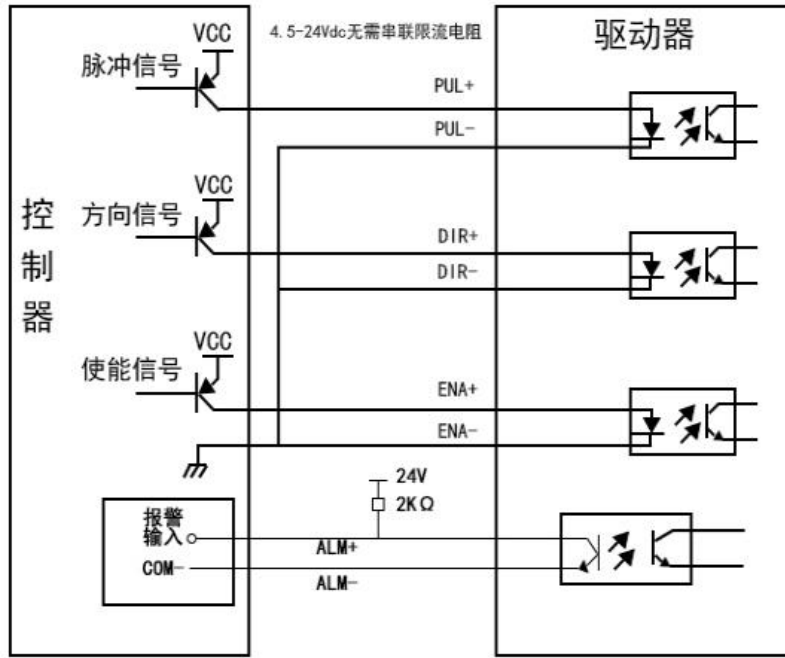 4.5-24Vdc无需串联限流电阻
驱动器
控制器
VCC
脉冲信号
PUL+
PUL-
VCC
方向信号
DIR+
DIR-
VCC
使能信号
ENA+
ENA-
24V
2KΩ
报警
输入
ALM+
COM-
ALM-